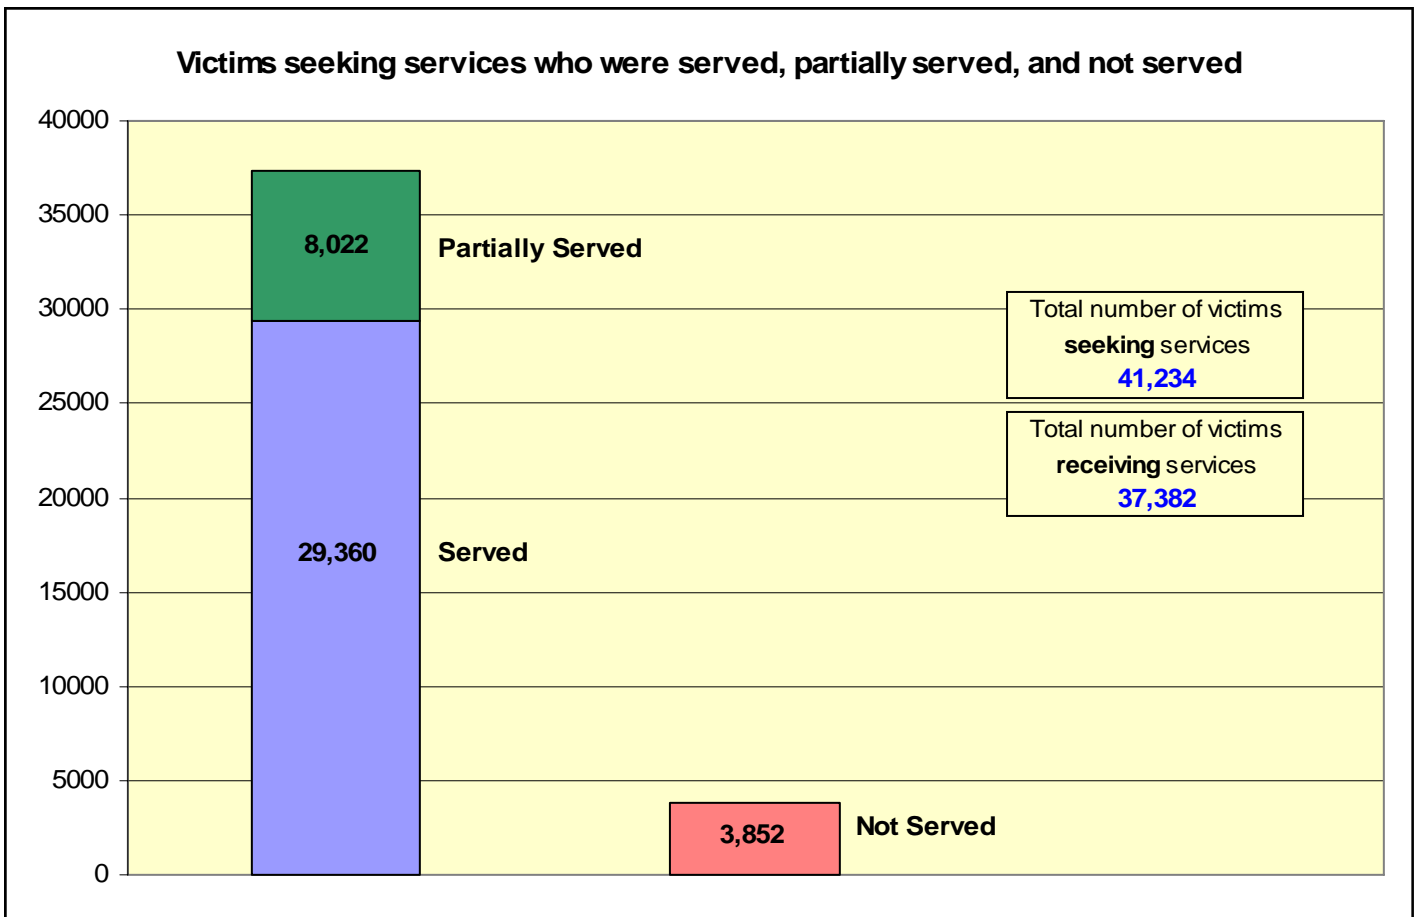 Victims seeking services who were served, partially served, and not served
40000
35000
30000
25000
20000
15000
10000
5000
0
8,022
Partially Served
29,360
Served
3,852
Not Served
Total number of victims
seeking services
41,234
Total number of victims
receiving services
37,382